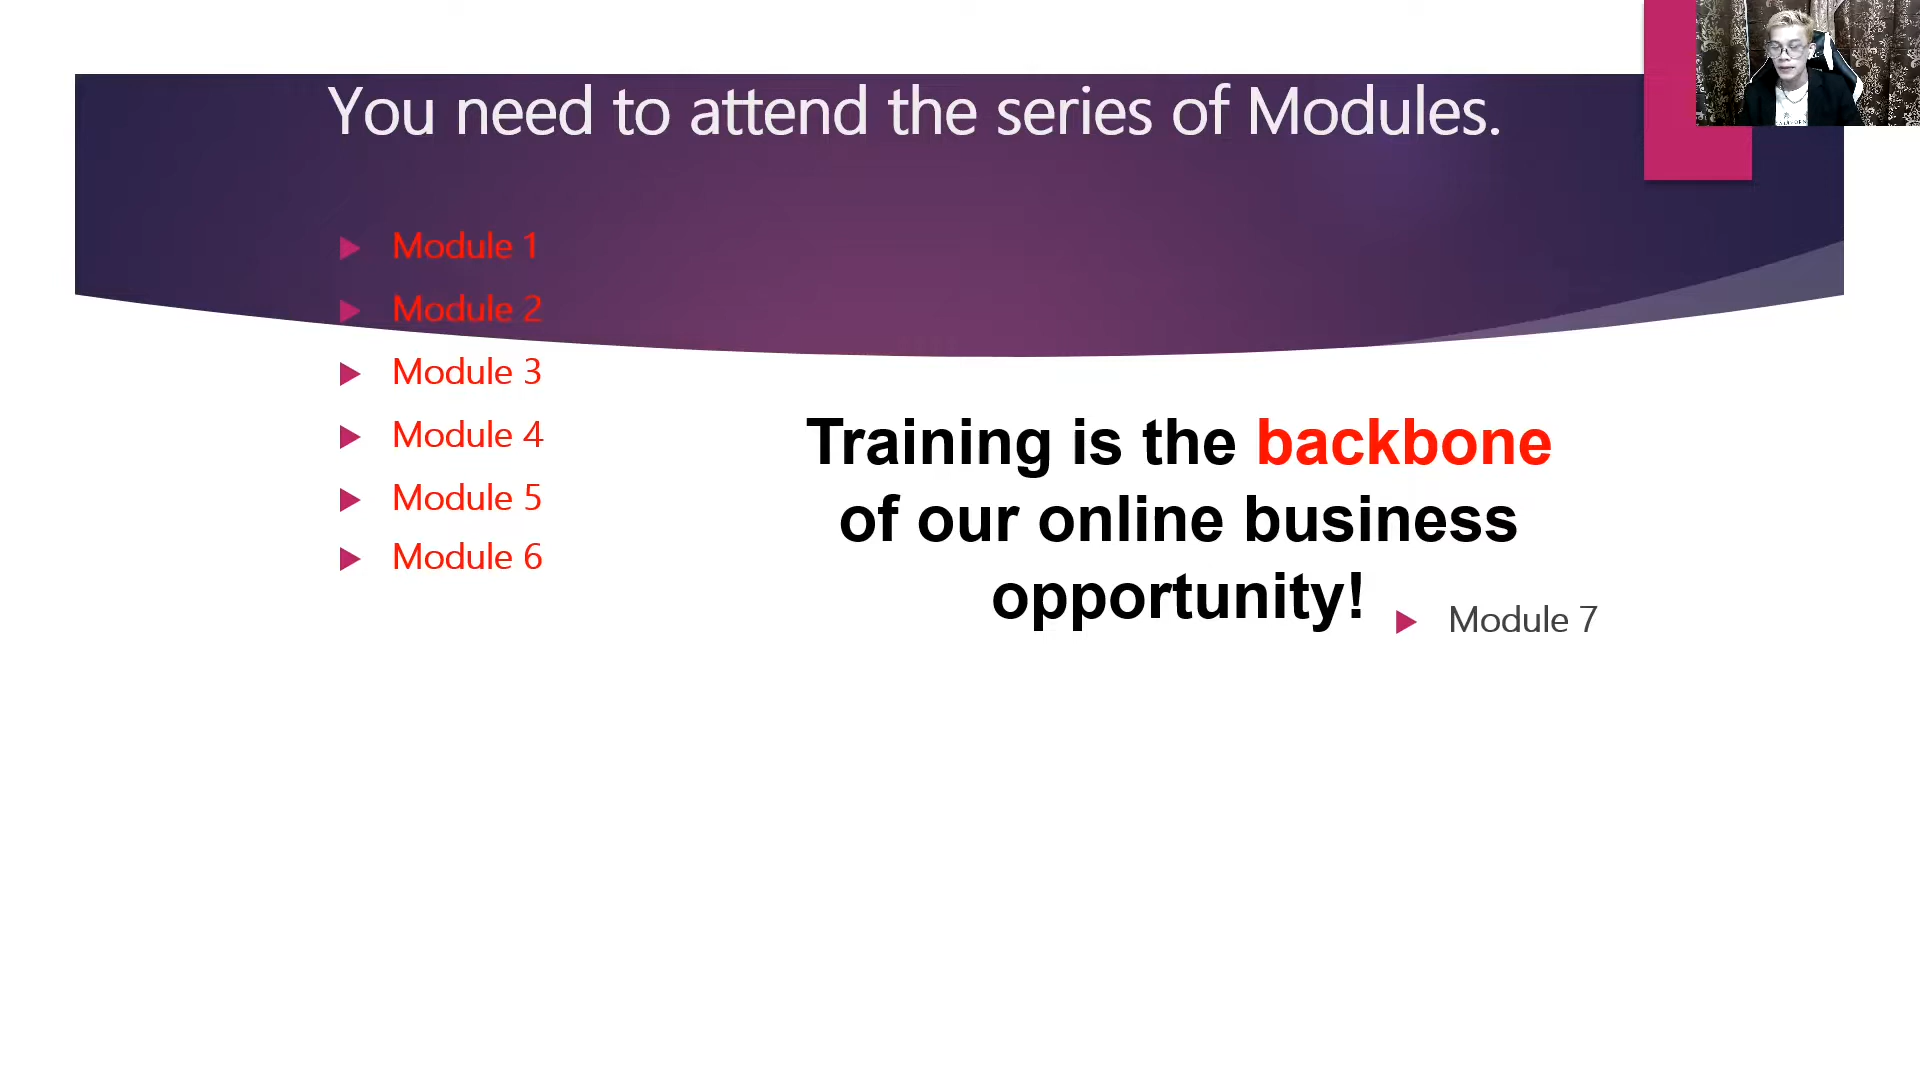 You need to attend the series of Modules.
Module 1
Module 2
Module 3
Module 4
Module 5
Module 6
Training is the backbone
of our online business
opportunity!
Module 7